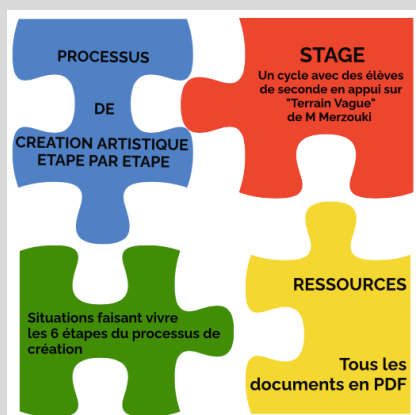 PROCESSUS
DE
CREATION ARTISTIQUE
ETAPE PAR ETAPE
STAGE
Un cycle avec des élèves
de seconde en appui sur
"Terrain Vague"
de M Merzouki
Situations faisant vivre
les 6 étapes du processus de
création
RESSOURCES
Tous les
documents en PDF